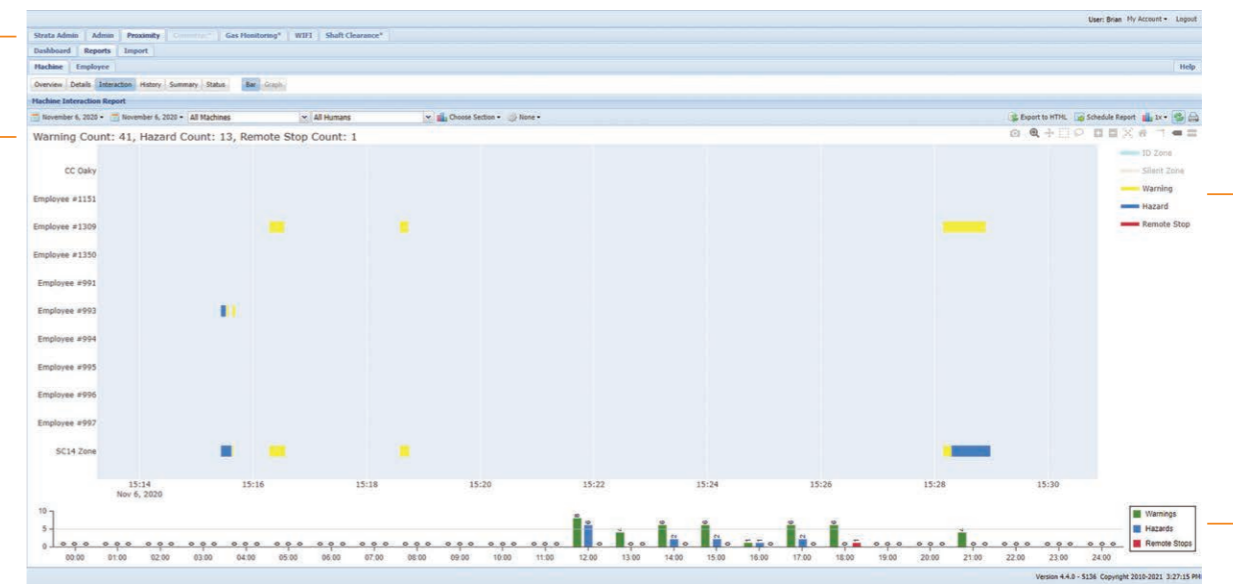 User: Brian My Account Logout
Strata Admin Admin Proximity Gas Monitoring* WIFI Shaft Clearance*
Dashboard Reports Import
Machine Employee Help
Overview Details Interaction History Summary Status Bar Graph
Machine Interaction Report
November 6, 2020 November 6, 2020 All Machines All Humans Choose Section None Export to HTML Schedule Report 1x
Warning Count: 41, Hazard Count: 13, Remote Stop Count: 1
ID Zone
Silent Zone
Warning
Hazard
Remote Stop
CC Oaky
Employee #1151
Employee #1309
Employee #1350
Employee #991
Employee #993
Employee #994
Employee #995
Employee #996
Employee #997
SC14 Zone
15:14 15:16 15:18 15:20 15:22 15:24 15:26 15:28 15:30
Nov 6, 2020
10
5
0
00:00 01:00 02:00 03:00 04:00 05:00 06:00 07:00 08:00 09:00 10:00 11:00 12:00 13:00 14:00 15:00 16:00 17:00 18:00 19:00 20:00 21:00 22:00 23:00 24:00
Warnings
Hazards
Remote Stops
Version 4.4.0 - 5136 Copyright 2010-2021 3:27:15 PM